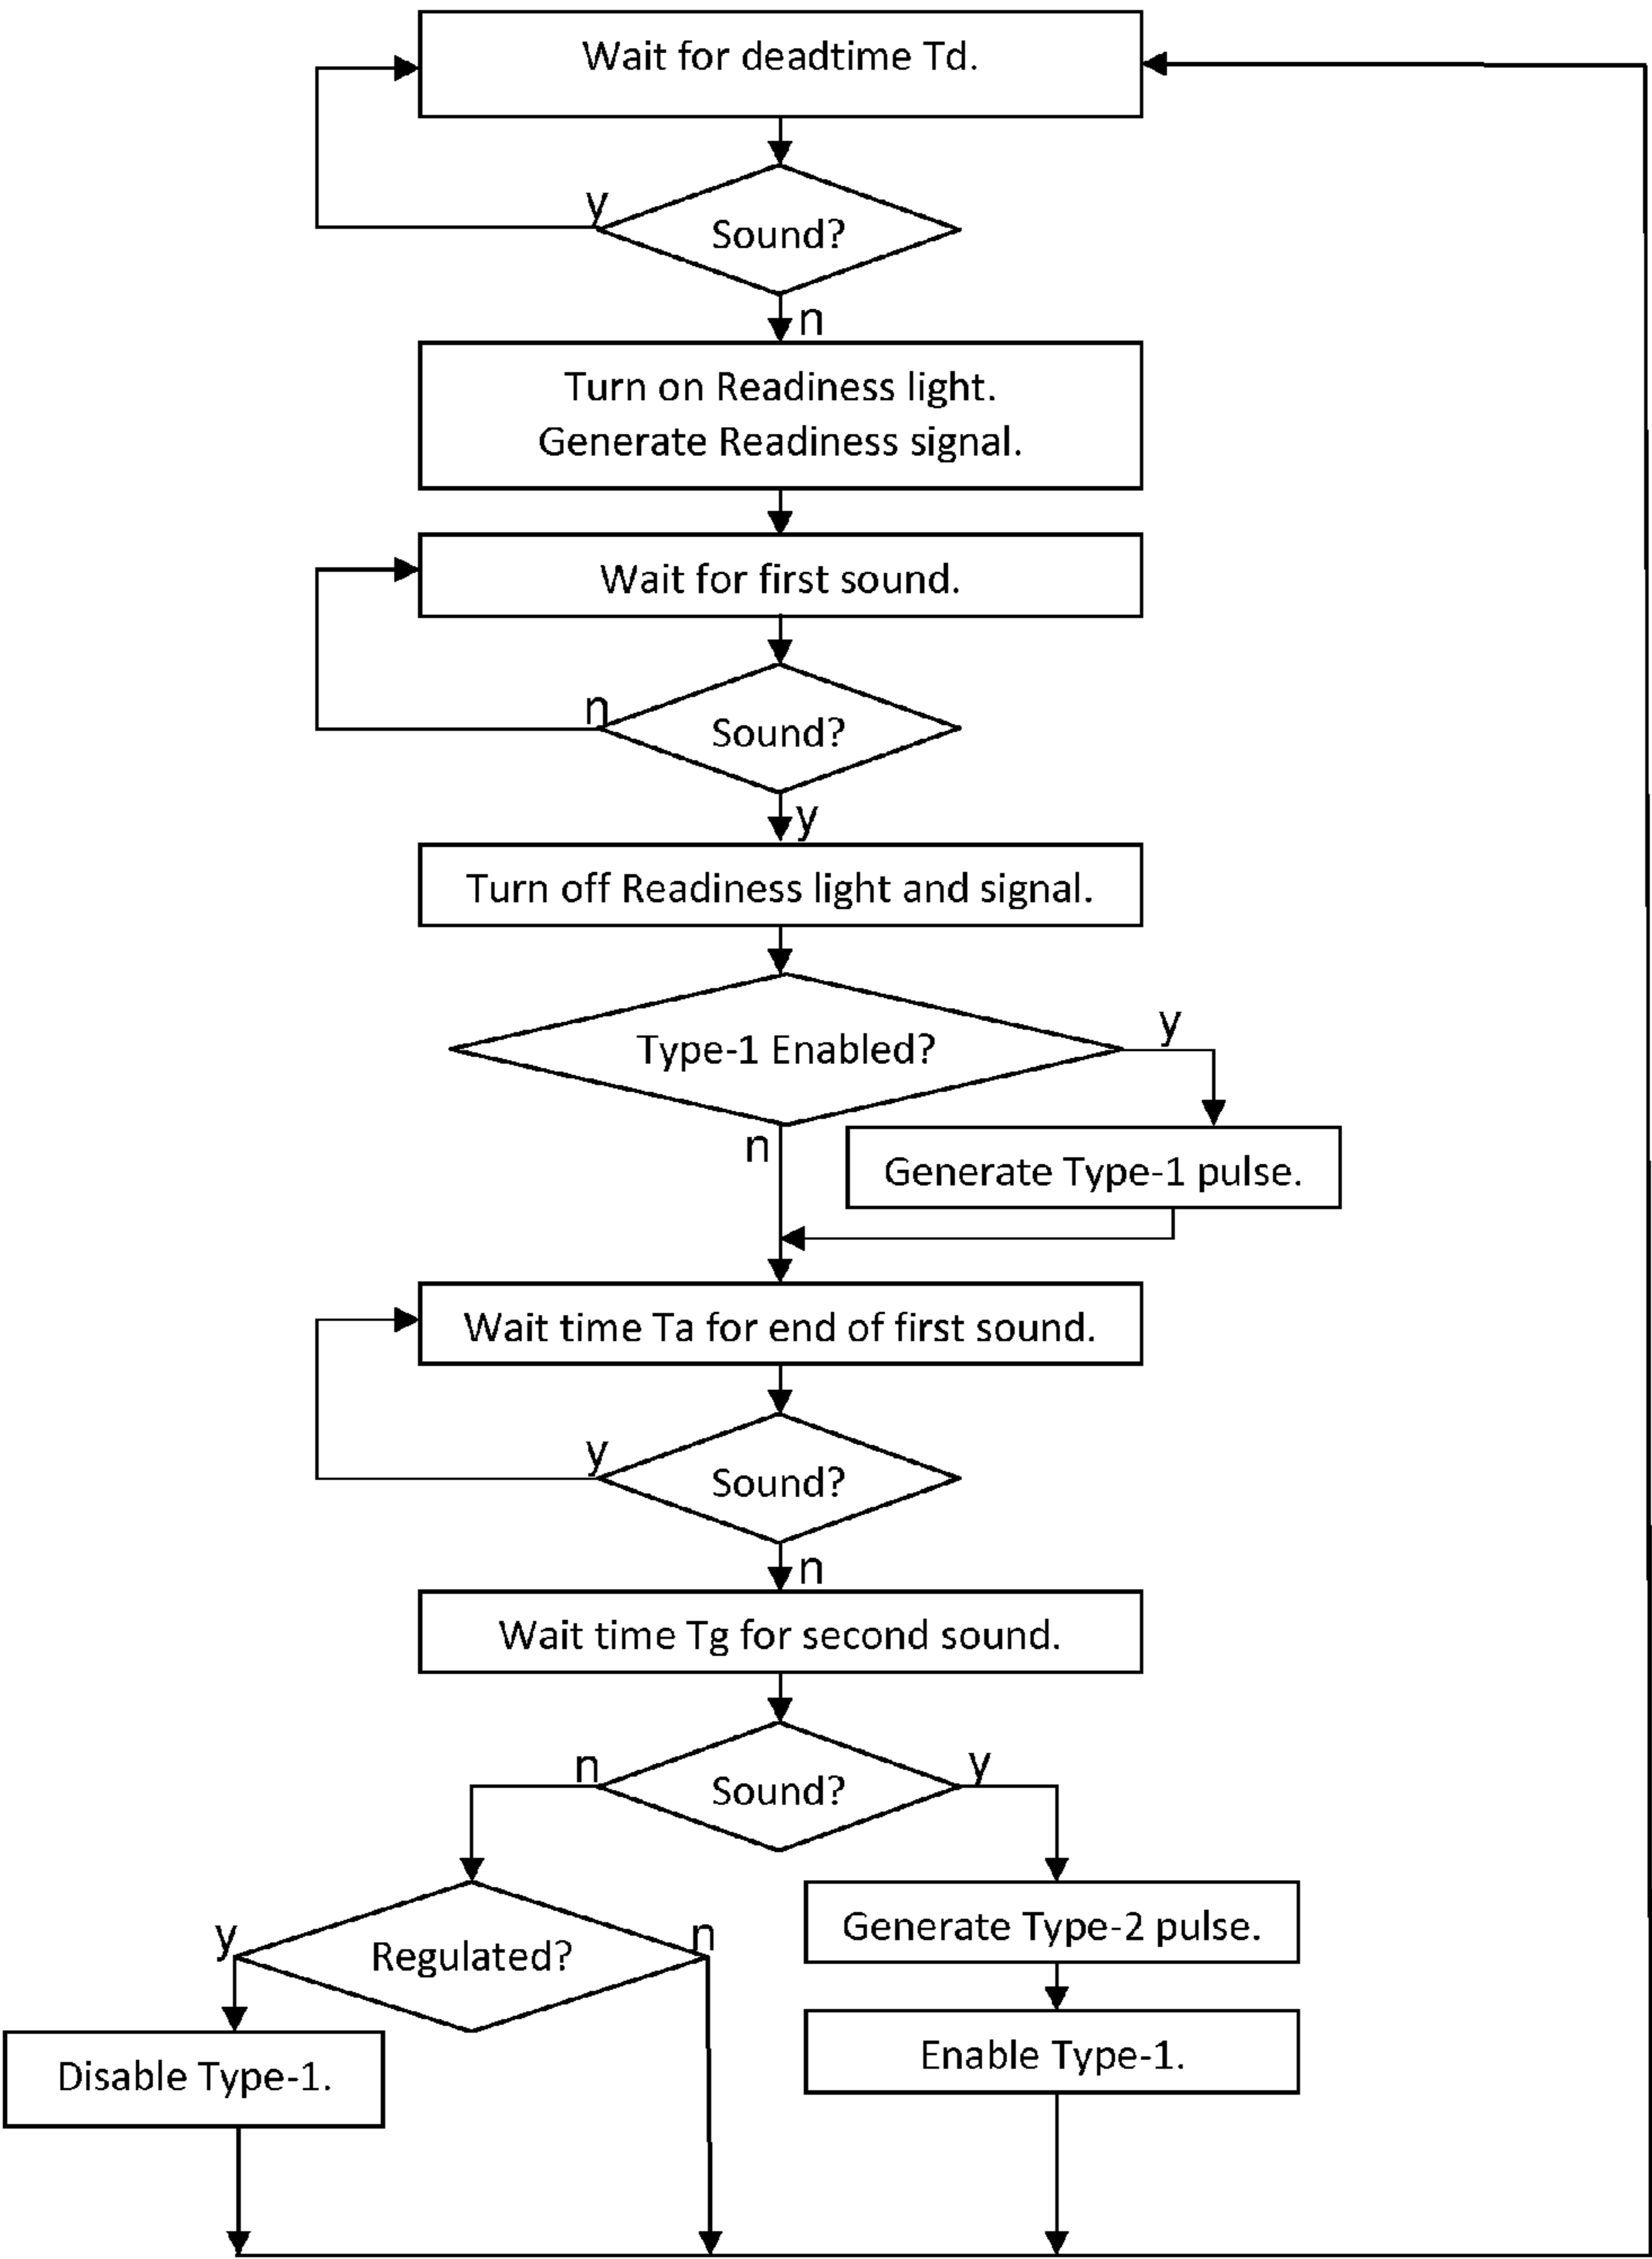 Wait for deadtime Td.
y
Sound?
n
Turn on Readiness light.
Generate Readiness signal.
Wait for first sound.
n
Sound?
y
Turn off Readiness light and signal.
Type-1 Enabled?
y
n
Generate Type-1 pulse.
Wait time Ta for end of first sound.
y
Sound?
n
Wait time Tg for second sound.
n
Sound?
y
y
Regulated?
n
Generate Type-2 pulse.
Disable Type-1.
Enable Type-1.